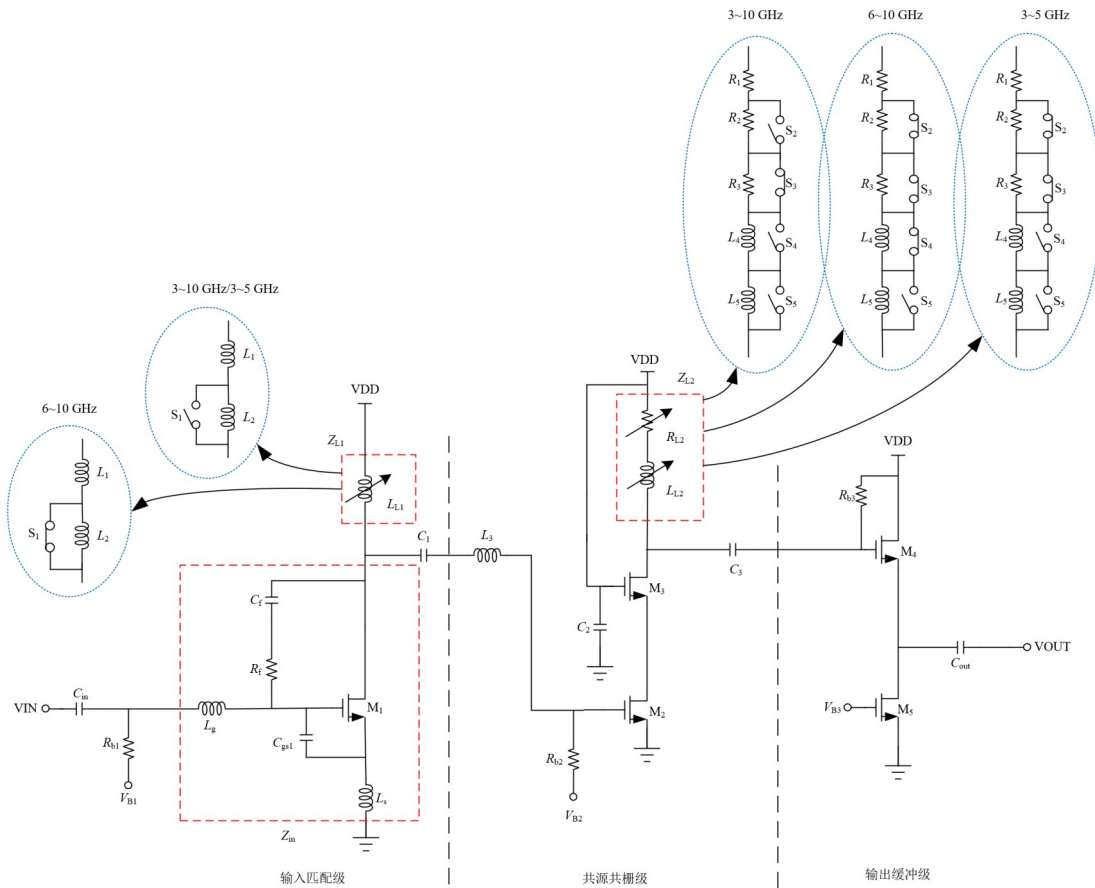 3~10 GHz
6~10 GHz
3~5 GHz
R1
R2
S2
R3
S3
L4
S4
L5
S5
R1
R2
S2
R3
S3
L4
S4
L5
S5
R1
R2
S2
R3
S3
L4
S4
L5
S5
3~10 GHz/3~5 GHz
L1
S1
L2
6~10 GHz
L1
S1
L2
VDD
ZL1
LL1
VDD
ZL2
RL2
LL2
VDD
Rb3
C1
L3
M4
C3
M3
C2
Cf
Rf
VOUT
Cout
Cin
VIN
Lg
M1
Cgs1
Rb1
VB1
Ls
Zin
M2
Rb2
VB2
VB3
M5
输入匹配级
共源共栅级
输出缓冲级